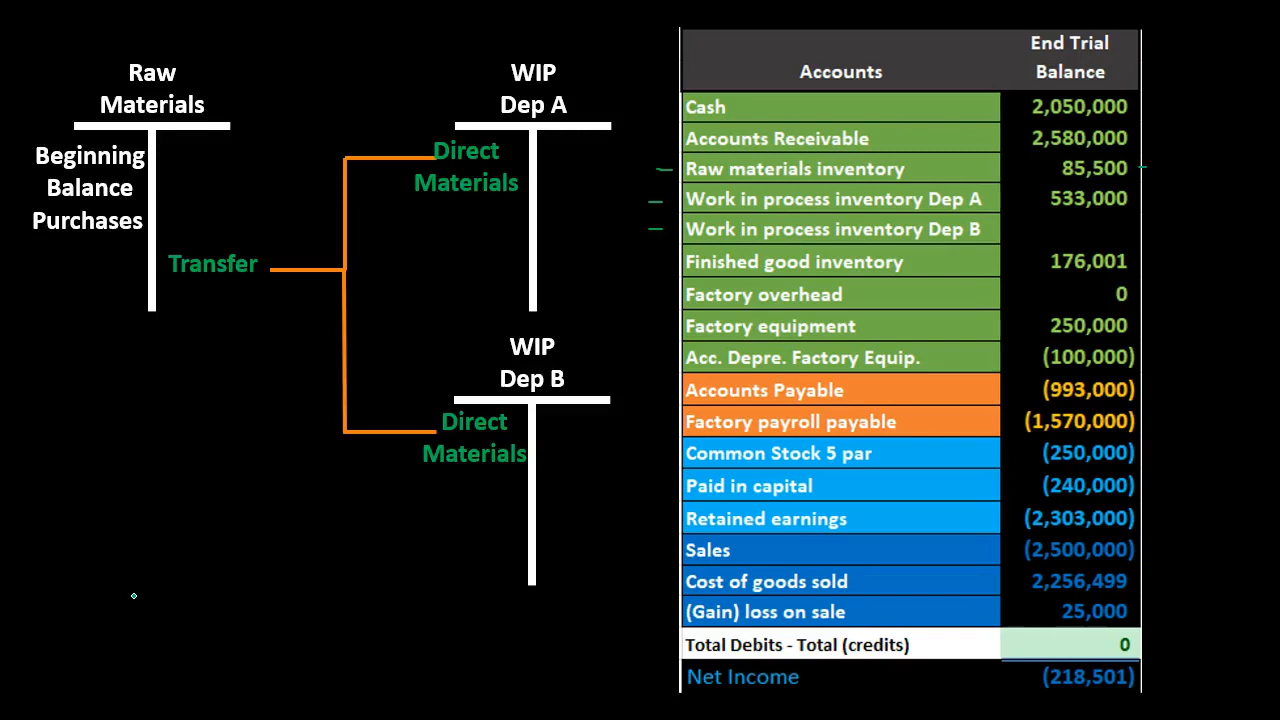 Raw
Materials
Beginning
Balance
Purchases
Transfer
WIP
Dep A
Direct
Materials
WIP
Dep B
Direct
Materials
Accounts End Trial Balance
Cash 2,050,000
Accounts Receivable 2,580,000
Raw materials inventory 85,500
Work in process inventory Dep A 533,000
Work in process inventory Dep B
Finished good inventory 176,001
Factory overhead 0
Factory equipment 250,000
Acc. Depre. Factory Equip. (100,000)
Accounts Payable (993,000)
Factory payroll payable (1,570,000)
Common Stock 5 par (250,000)
Paid in capital (240,000)
Retained earnings (2,303,000)
Sales (2,500,000)
Cost of goods sold 2,256,499
(Gain) loss on sale 25,000
Total Debits - Total (credits) 0
Net Income (218,501)